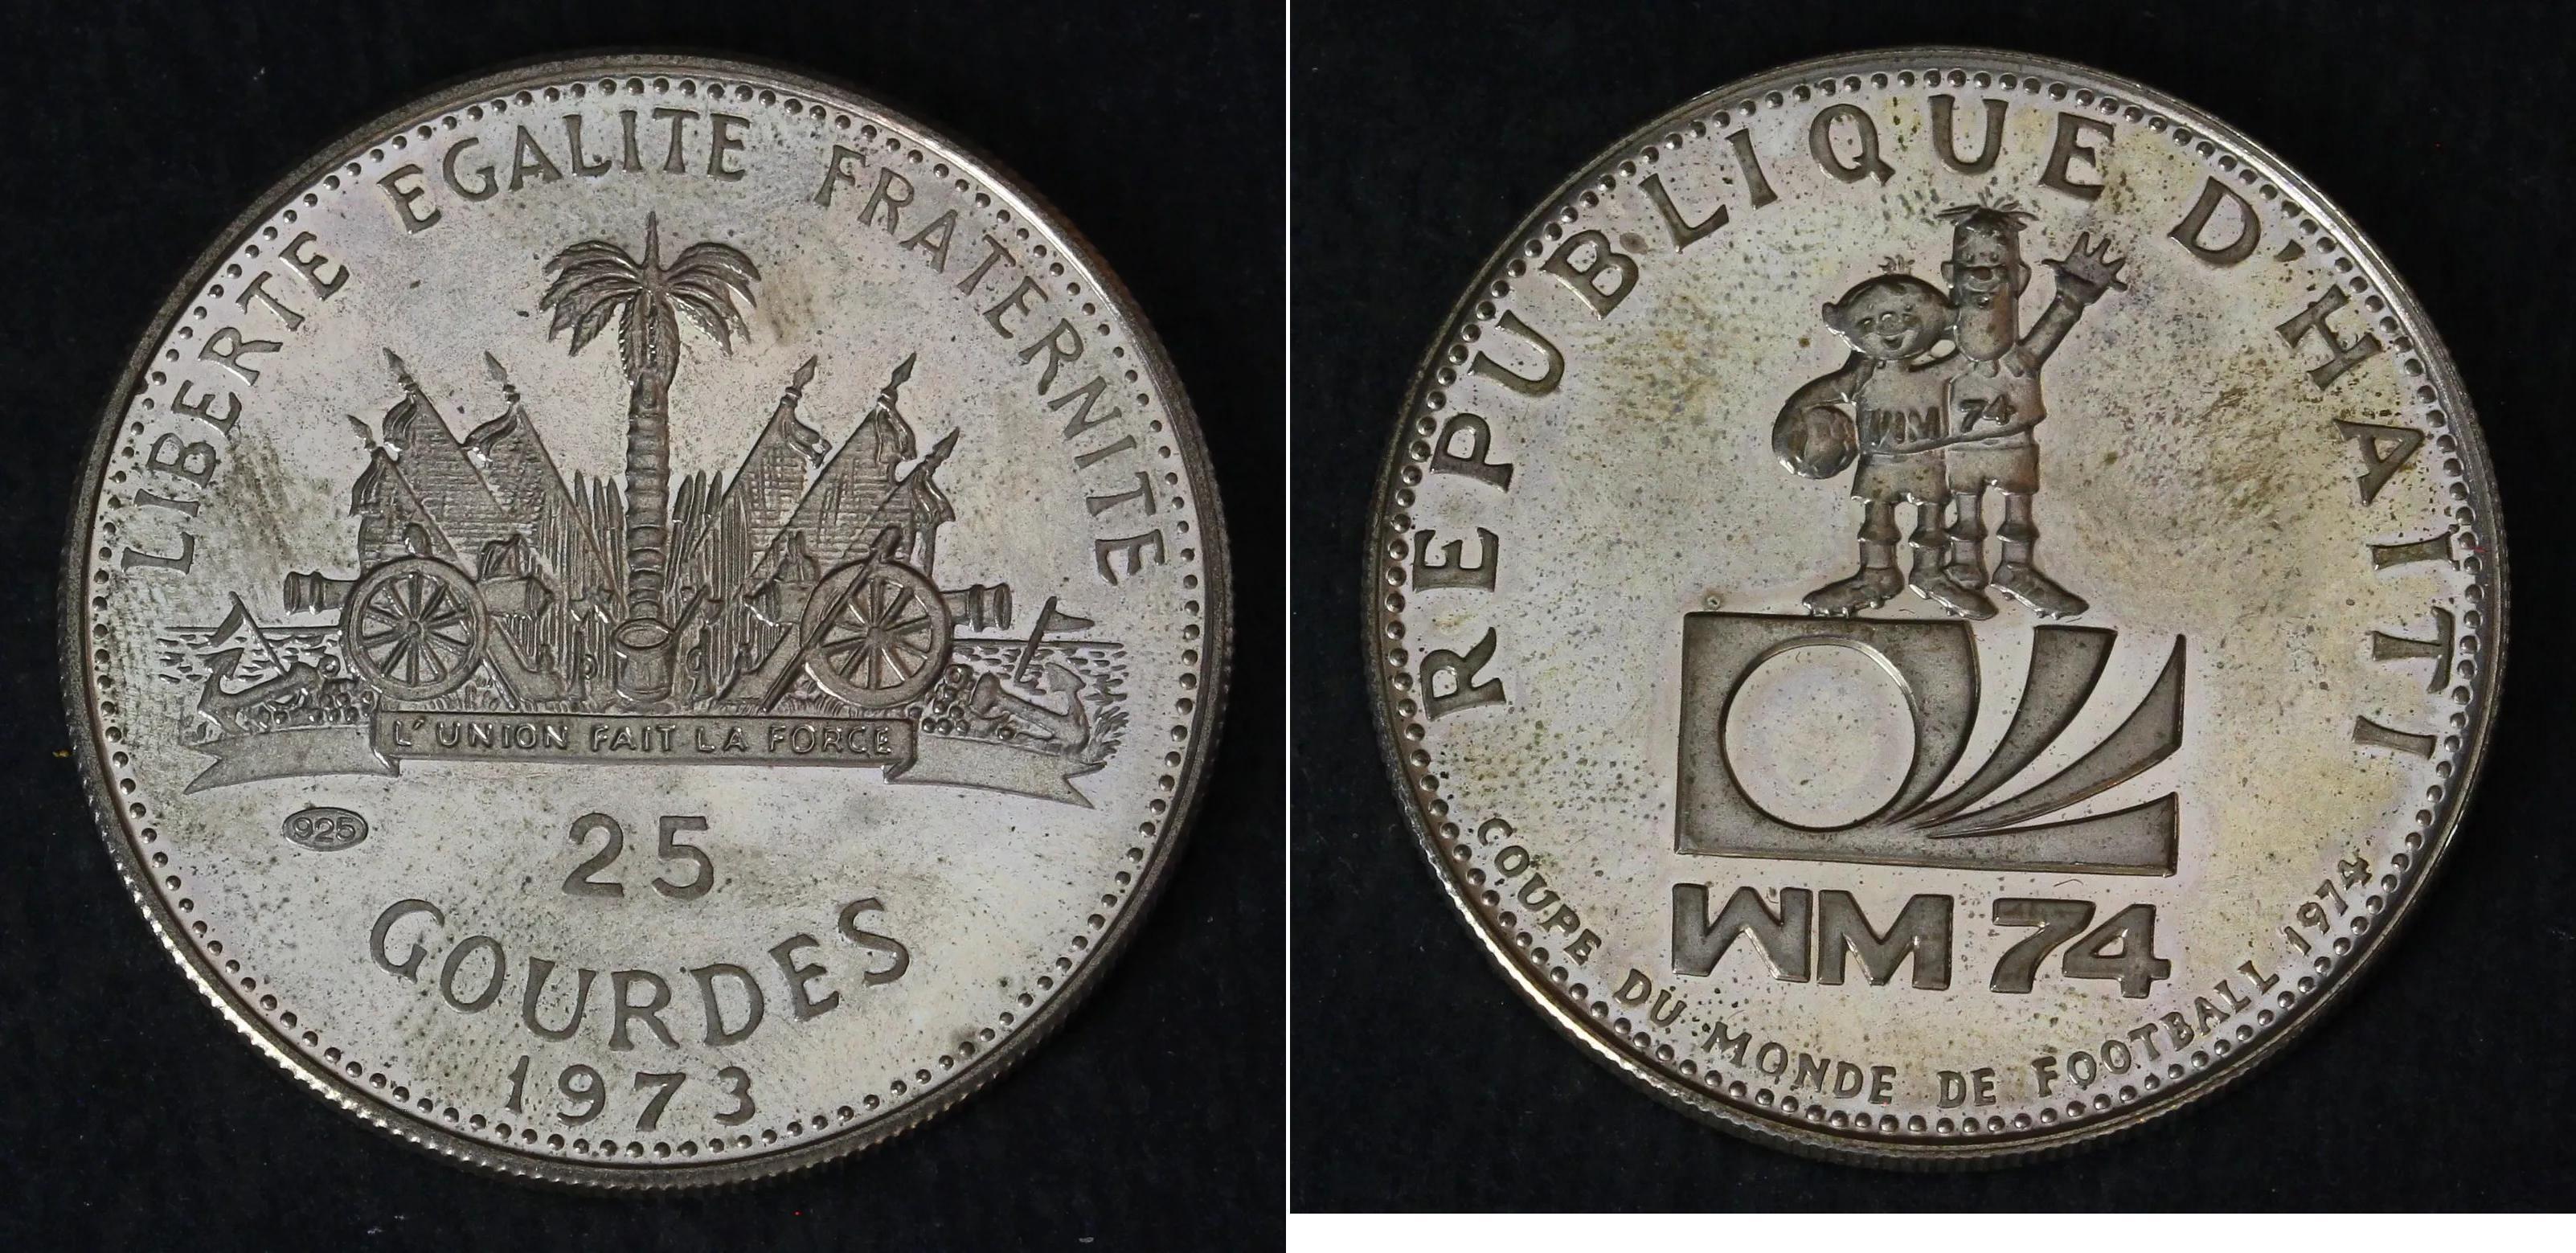 LIBERTE EGALITE FRATERNITE
L'UNION FAIT LA FORCE
925
25
GOURDES
1973
REPUBLIQUE D'HAITI
WM 74
WM 74
COUPE DU MONDE DE FOOTBALL 1974